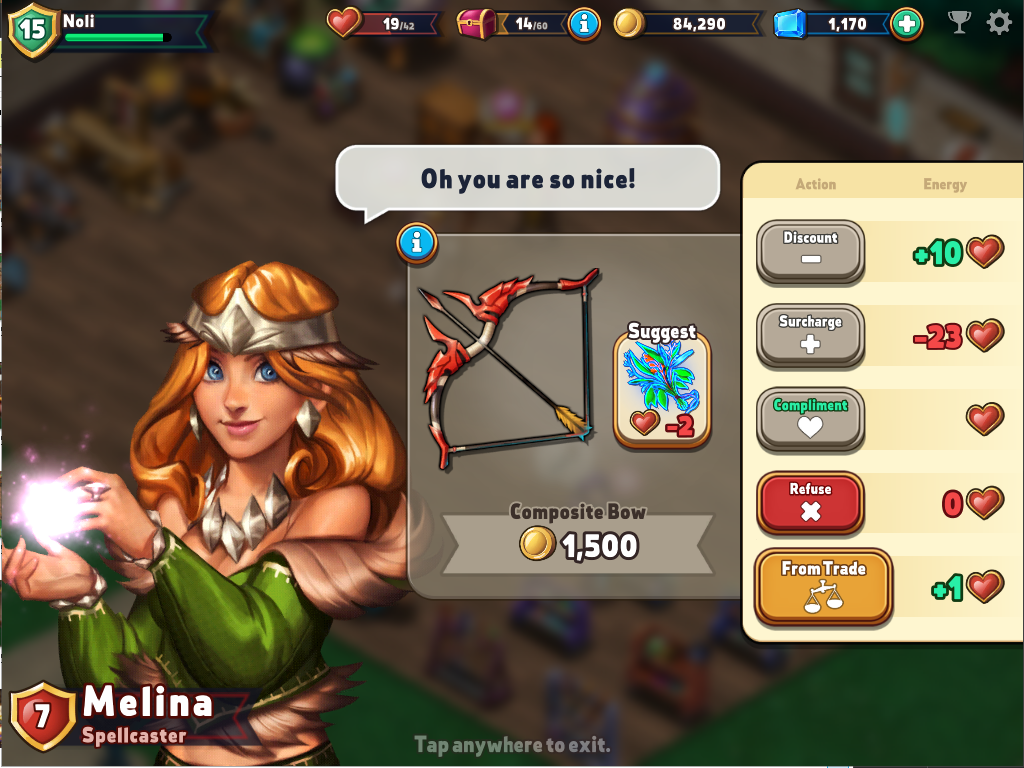 15
Noli
19/42
14/60
84,290
1,170
Oh you are so nice!
Suggest
-2
Composite Bow
1,500
Action Energy
Discount
+10
Surcharge
-23
Compliment
Refuse
0
From Trade
+1
7
Melina
Spellcaster
Tap anywhere to exit.